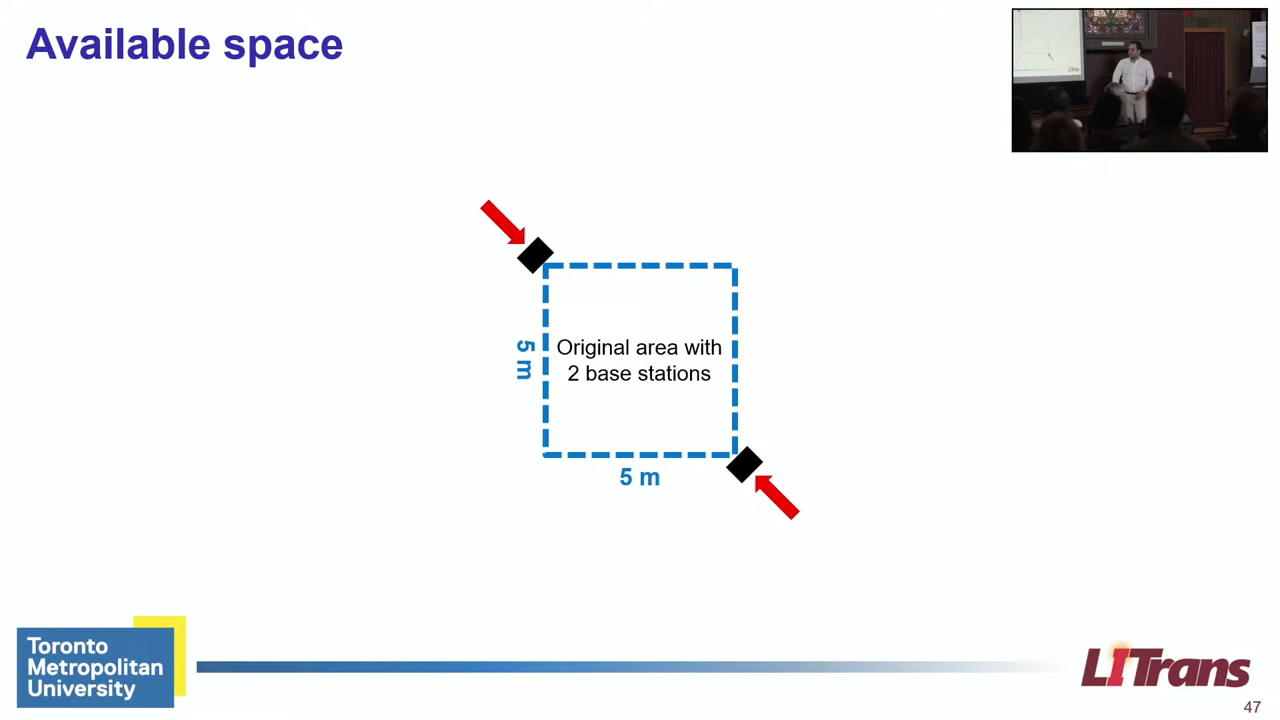 Available space
Original area with
2 base stations
5 m
5 m
Toronto
Metropolitan
University
LITrans
47